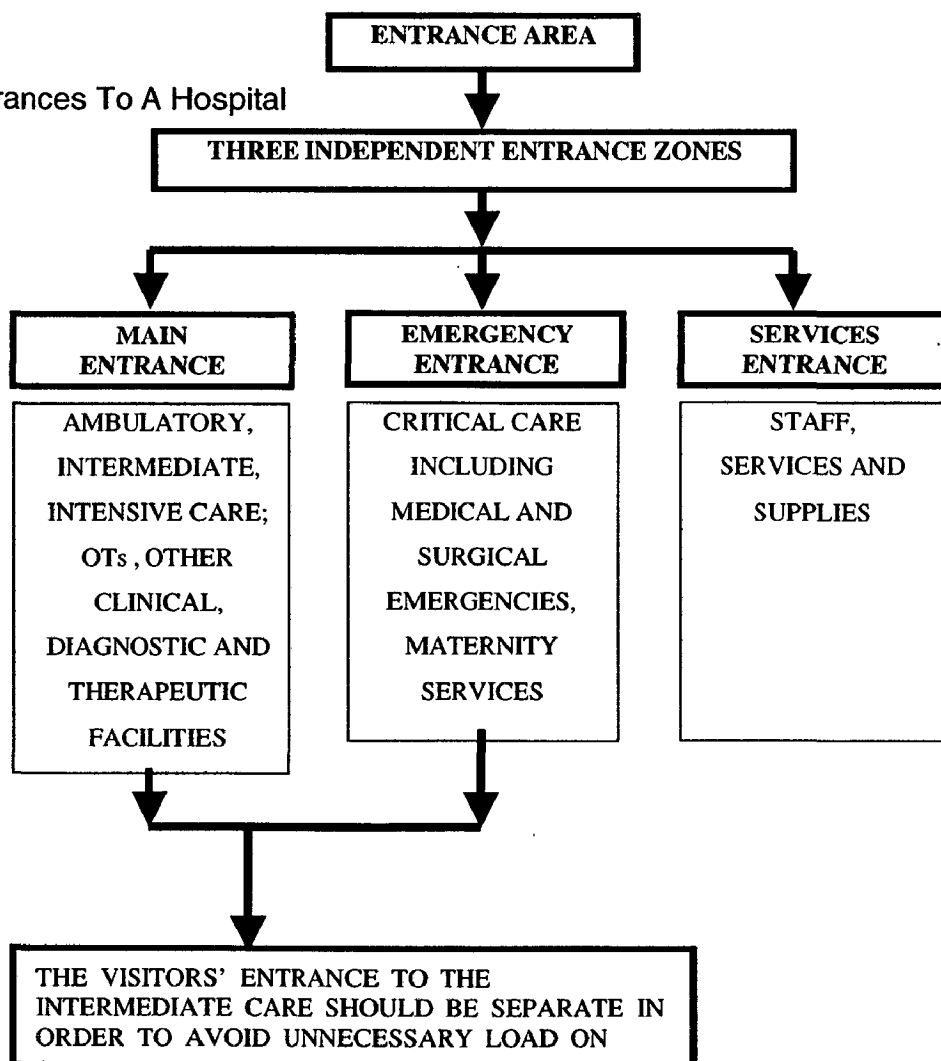 ENTRANCE AREA
rances To A Hospital
THREE INDEPENDENT ENTRANCE ZONES
MAIN
ENTRANCE
EMERGENCY
ENTRANCE
SERVICES
ENTRANCE
AMBULATORY,
INTERMEDIATE,
INTENSIVE CARE;
OTs , OTHER
CLINICAL,
DIAGNOSTIC AND
THERAPEUTIC
FACILITIES
CRITICAL CARE
INCLUDING
MEDICAL AND
SURGICAL
EMERGENCIES,
MATERNITY
SERVICES
STAFF,
SERVICES AND
SUPPLIES
THE VISITORS' ENTRANCE TO THE
INTERMEDIATE CARE SHOULD BE SEPARATE IN
ORDER TO AVOID UNNECESSARY LOAD ON